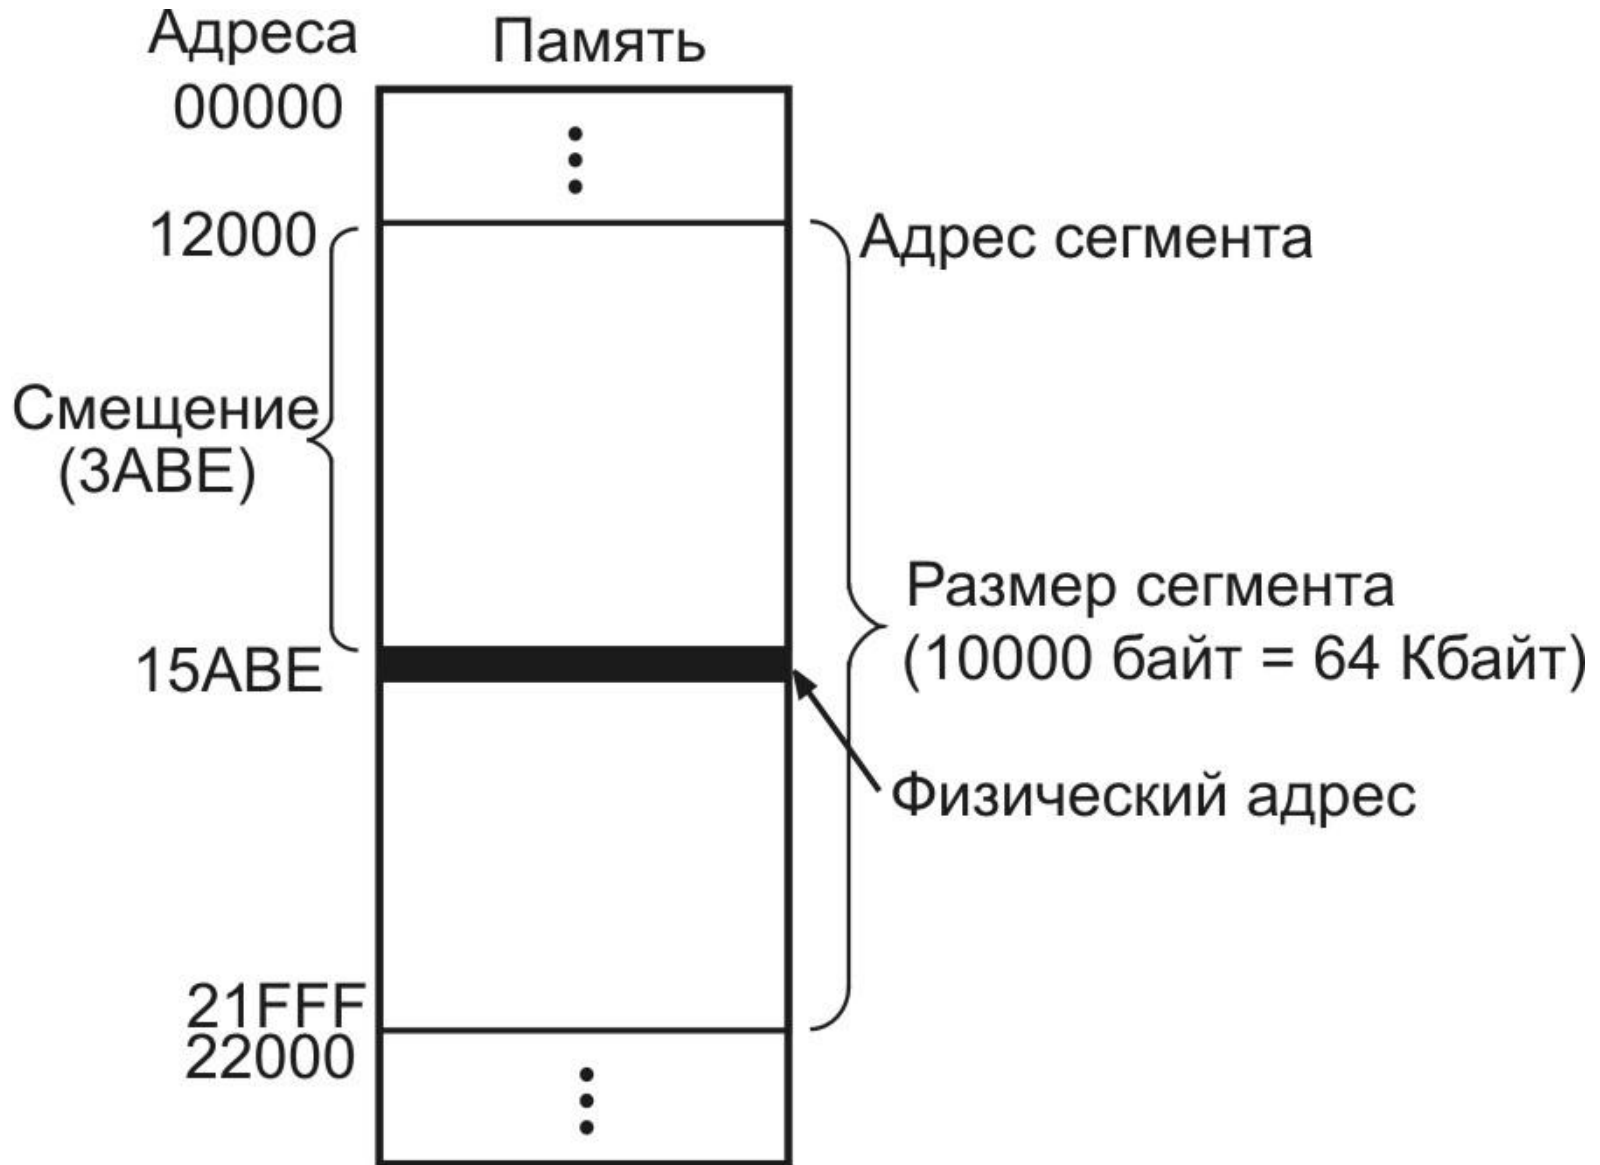 Адреса
Память
00000
12000
Адрес сегмента
Смещение
(3ABE)
Размер сегмента
(10000 байт = 64 Кбайт)
15ABE
Физический адрес
21FFF
22000